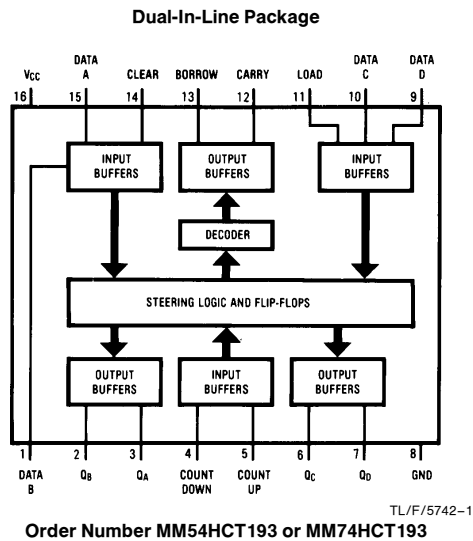 Dual-In-Line Package
VCC DATA A CLEAR BORROW CARRY LOAD DATA C DATA D
16 15 14 13 12 11 10 9
INPUT BUFFERS
OUTPUT BUFFERS
INPUT BUFFERS
DECODER
STEERING LOGIC AND FLIP-FLOPS
OUTPUT BUFFERS
INPUT BUFFERS
OUTPUT BUFFERS
1 2 3 4 5 6 7 8
DATA B QB QA COUNT DOWN COUNT UP QC QD GND
TL/F/5742–1
Order Number MM54HCT193 or MM74HCT193